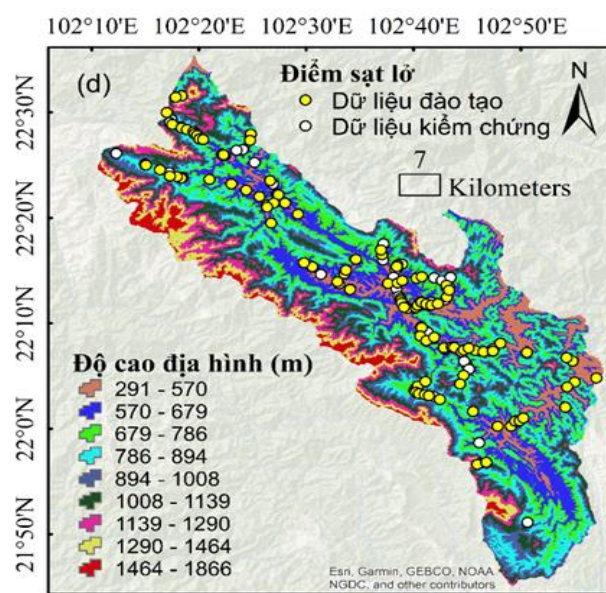 102°10'E 102°20'E 102°30'E 102°40'E 102°50'E
(d)
Điểm sạt lở
Dữ liệu đào tạo
Dữ liệu kiểm chứng
N
7
Kilometers
22°30'N
22°20'N
22°10'N
22°0'N
21°50'N
Độ cao địa hình (m)
291 - 570
570 - 679
679 - 786
786 - 894
894 - 1008
1008 - 1139
1139 - 1290
1290 - 1464
1464 - 1866
Esri, Garmin, GEBCO, NOAA
NGDC, and other contributors